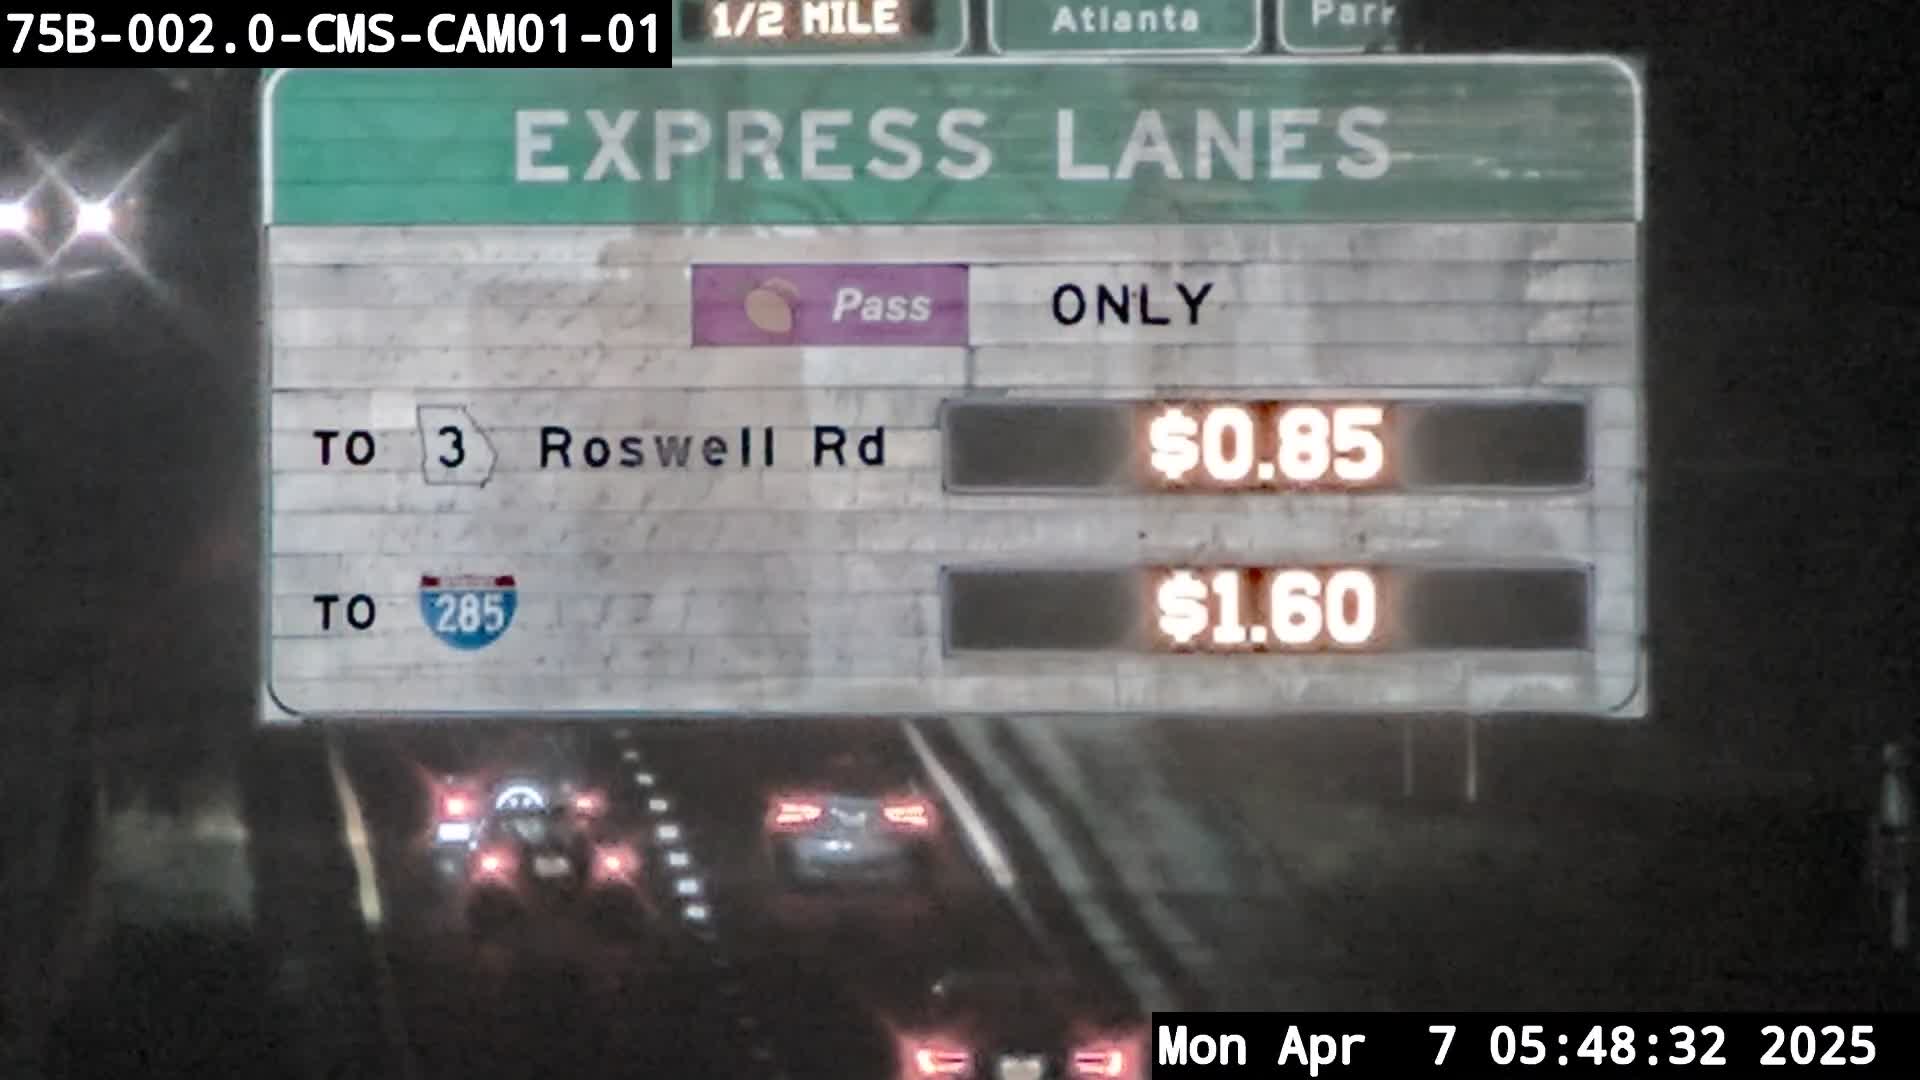 75B-002.0-CMS-CAM01-01
1/2 MILE
Atlanta
EXPRESS LANES
Pass ONLY
TO 3 Roswell Rd $0.85
TO 285 $1.60
Mon Apr 7 05:48:32 2025